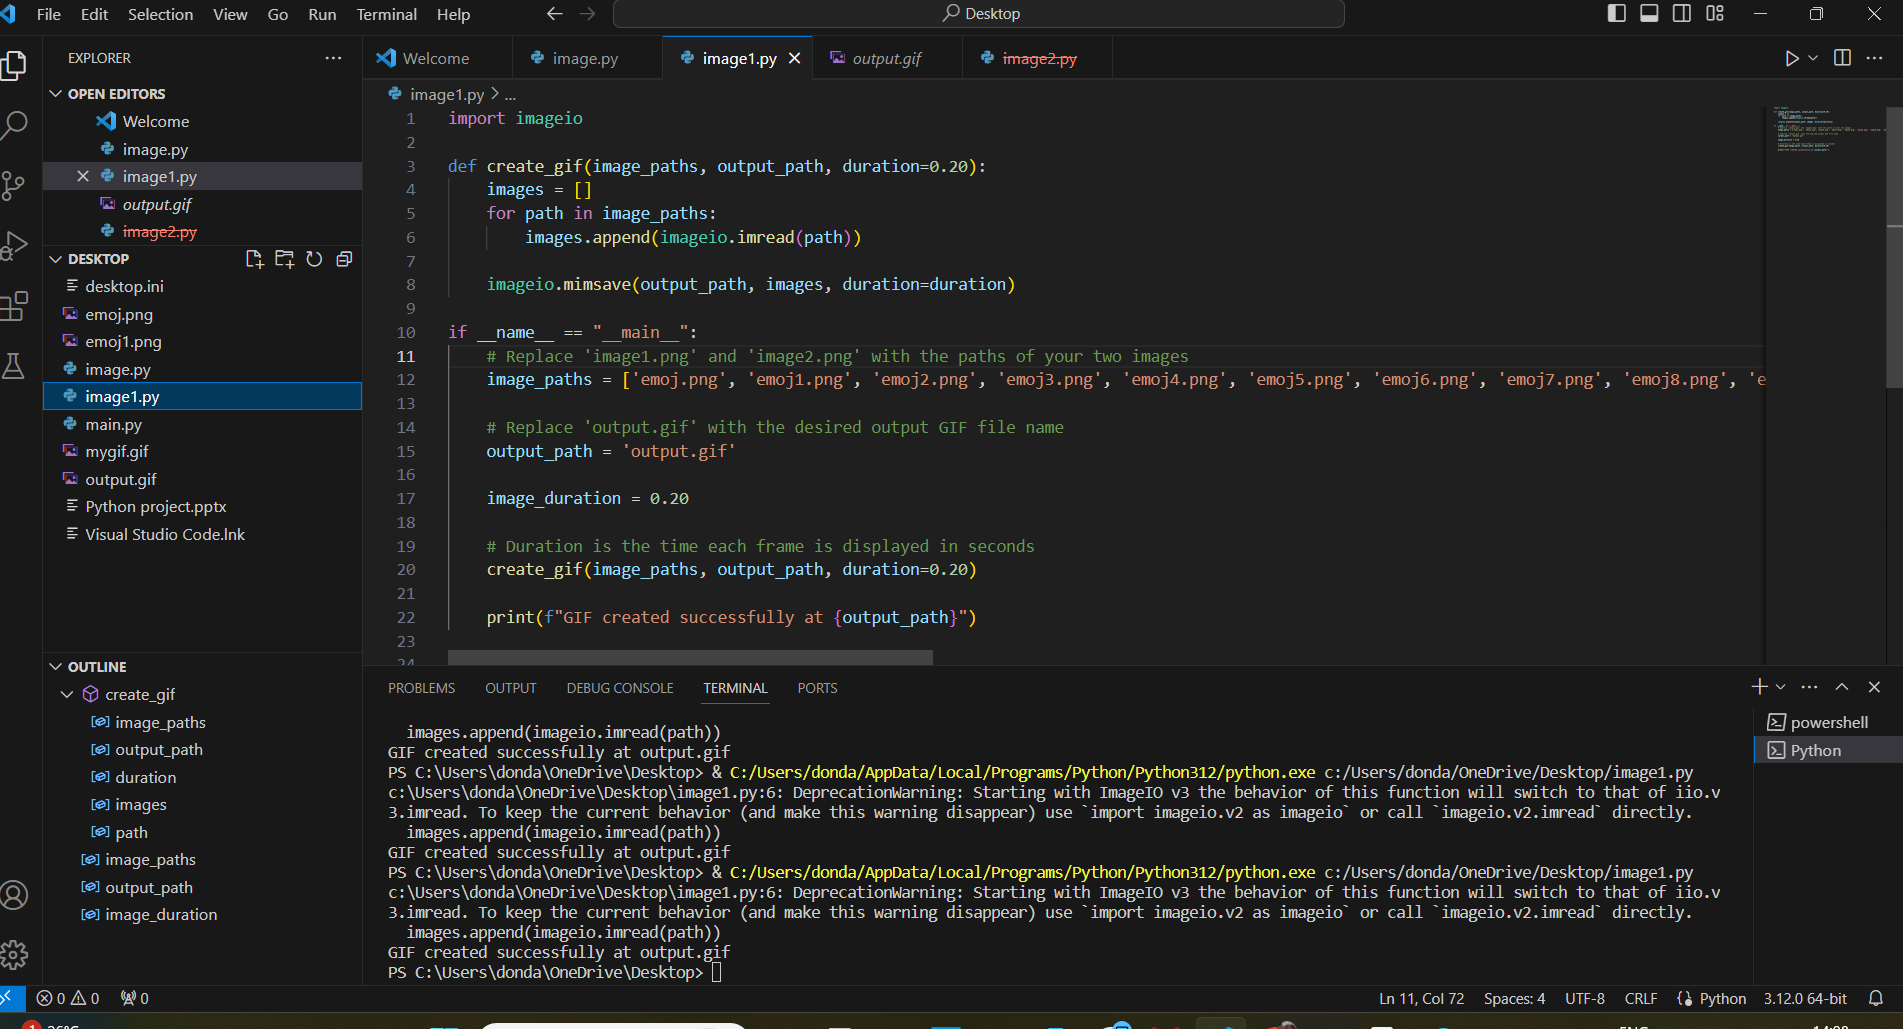 File Edit Selection View Go Run Terminal Help
Desktop
EXPLORER
OPEN EDITORS
Welcome
image.py
image1.py
output.gif
image2.py
DESKTOP
desktop.ini
emoj.png
emoj1.png
image.py
image1.py
main.py
mygif.gif
output.gif
Python project.pptx
Visual Studio Code.lnk
OUTLINE
create_gif
image_paths
output_path
duration
images
path
image_paths
output_path
image_duration
Welcome image.py image1.py output.gif image2.py
image1.py > ...
1 import imageio
2
3 def create_gif(image_paths, output_path, duration=0.20):
4 images = []
5 for path in image_paths:
6 images.append(imageio.imread(path))
7
8 imageio.mimsave(output_path, images, duration=duration)
9
10 if __name__ == "__main__":
11 # Replace 'image1.png' and 'image2.png' with the paths of your two images
12 image_paths = ['emoj.png', 'emoj1.png', 'emoj2.png', 'emoj3.png', 'emoj4.png', 'emoj5.png', 'emoj6.png', 'emoj7.png', 'emoj8.png', 'e
13
14 # Replace 'output.gif' with the desired output GIF file name
15 output_path = 'output.gif'
16
17 image_duration = 0.20
18
19 # Duration is the time each frame is displayed in seconds
20 create_gif(image_paths, output_path, duration=0.20)
21
22 print(f"GIF created successfully at {output_path}")
23
24
PROBLEMS OUTPUT DEBUG CONSOLE TERMINAL PORTS
images.append(imageio.imread(path))
GIF created successfully at output.gif
PS C:\Users\donda\OneDrive\Desktop> & C:/Users/donda/AppData/Local/Programs/Python/Python312/python.exe c:/Users/donda/OneDrive/Desktop/image1.py
c:\Users\donda\OneDrive\Desktop\image1.py:6: DeprecationWarning: Starting with ImageIO v3 the behavior of this function will switch to that of iio.v
3.imread. To keep the current behavior (and make this warning disappear) use `import imageio.v2 as imageio` or call `imageio.v2.imread` directly.
images.append(imageio.imread(path))
GIF created successfully at output.gif
PS C:\Users\donda\OneDrive\Desktop> & C:/Users/donda/AppData/Local/Programs/Python/Python312/python.exe c:/Users/donda/OneDrive/Desktop/image1.py
c:\Users\donda\OneDrive\Desktop\image1.py:6: DeprecationWarning: Starting with ImageIO v3 the behavior of this function will switch to that of iio.v
3.imread. To keep the current behavior (and make this warning disappear) use `import imageio.v2 as imageio` or call `imageio.v2.imread` directly.
images.append(imageio.imread(path))
GIF created successfully at output.gif
PS C:\Users\donda\OneDrive\Desktop>
powershell
Python
0 0 0
Ln 11, Col 72 Spaces: 4 UTF-8 CRLF Python 3.12.0 64-bit